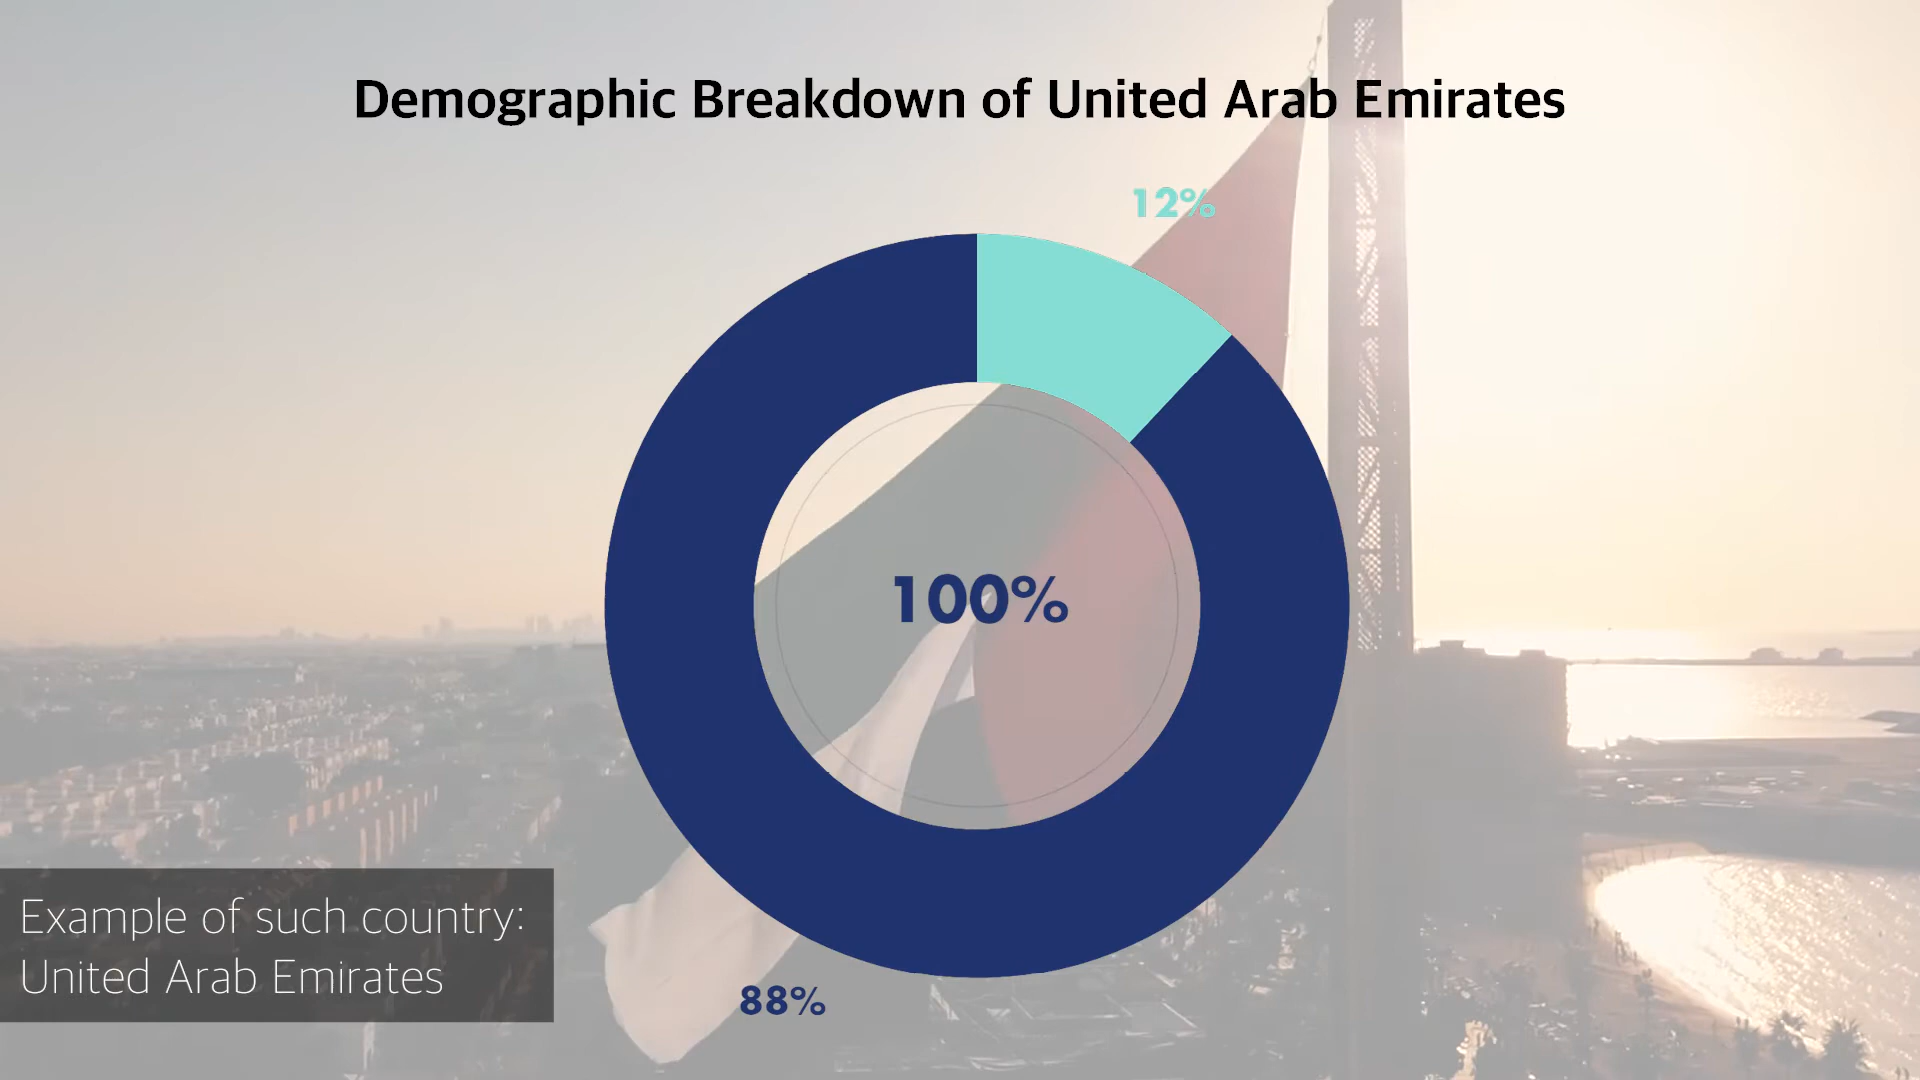 Demographic Breakdown of United Arab Emirates
12%
100%
88%
Example of such country:
United Arab Emirates